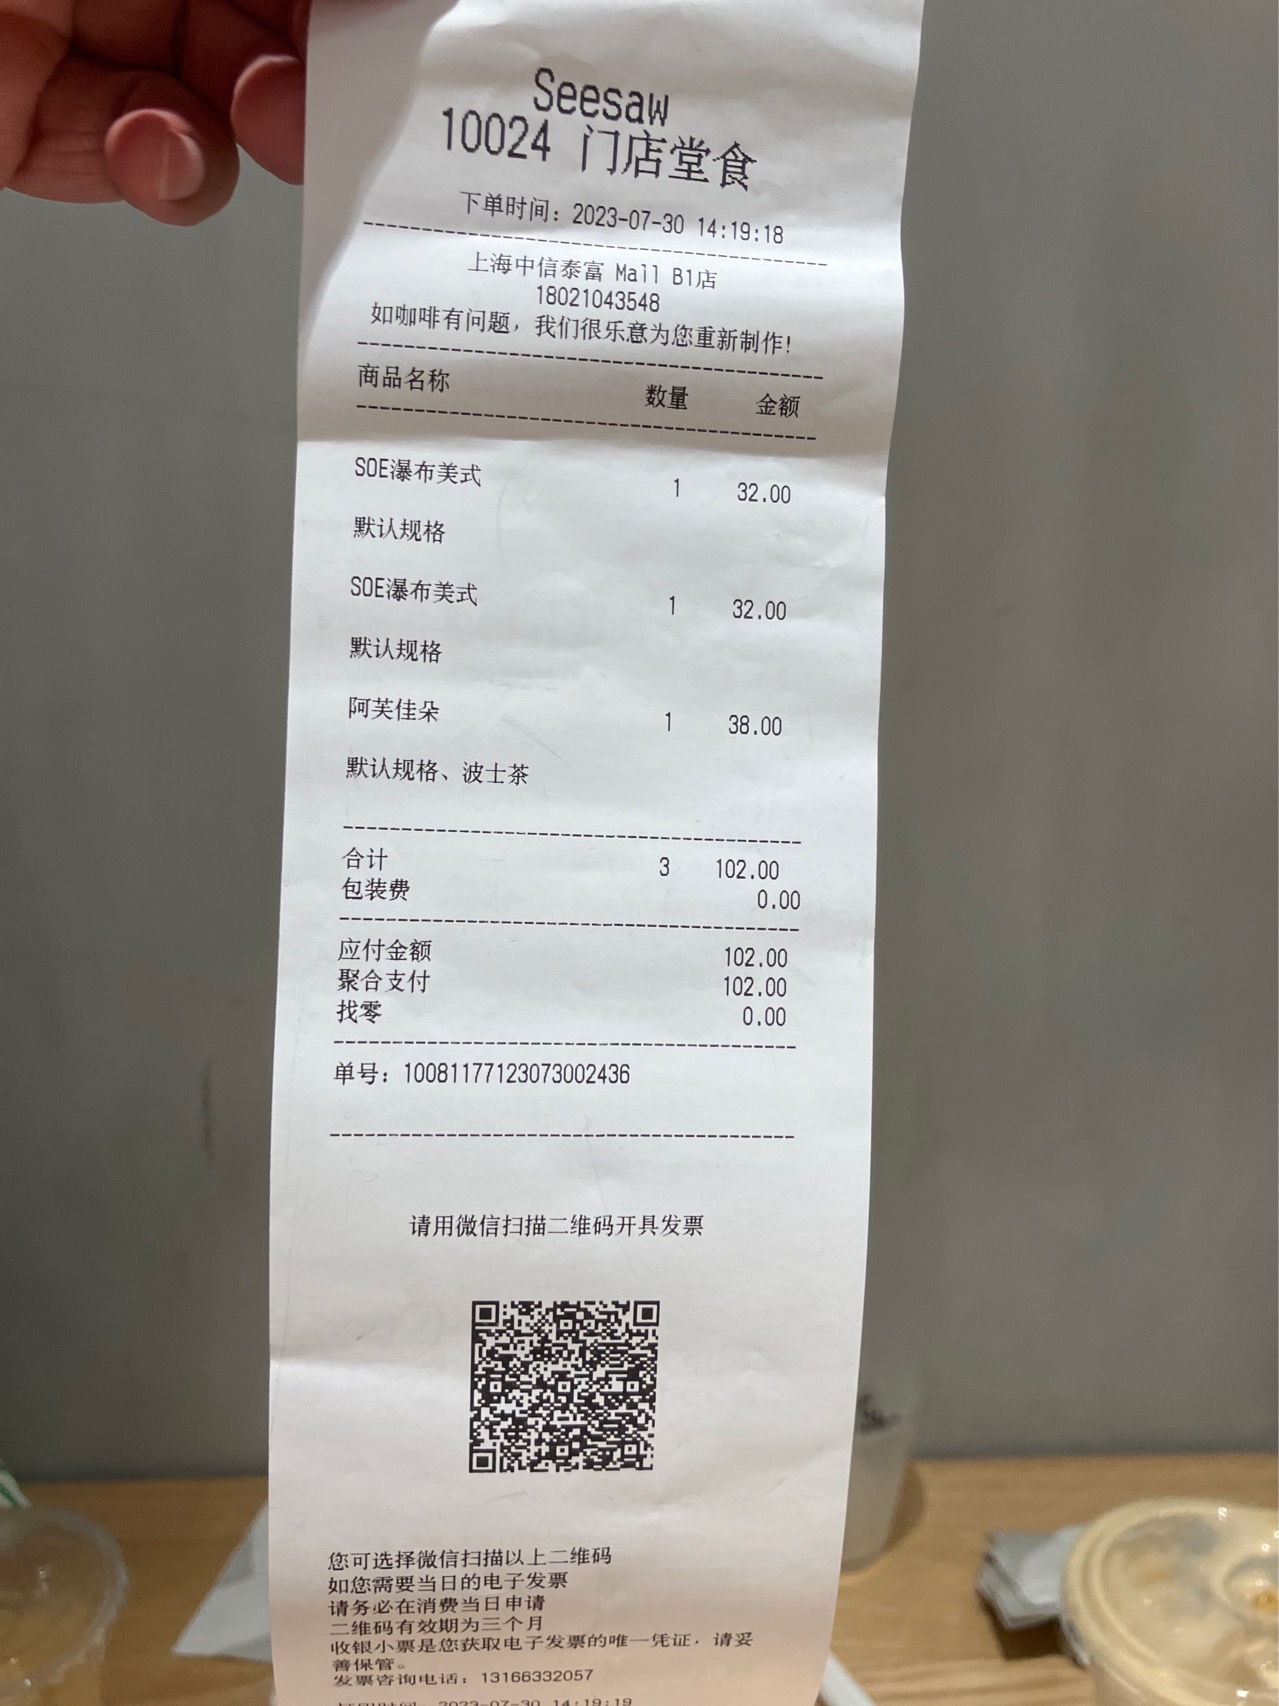 Seesaw
10024 门店堂食
下单时间：2023-07-30 14:19:18
上海中信泰富 Mall B1店
18021043548
如咖啡有问题，我们很乐意为您重新制作！
商品名称 数量 金额
SOE瀑布美式 1 32.00
默认规格
SOE瀑布美式 1 32.00
默认规格
阿芙佳朵 1 38.00
默认规格、波士茶
合计 3 102.00
包装费 0.00
应付金额 102.00
聚合支付 102.00
找零 0.00
单号：10081177123073002436
请用微信扫描二维码开具发票
您可选择微信扫描以上二维码
如您需要当日的电子发票
请务必在消费当日申请
二维码有效期为三个月
收银小票是您获取电子发票的唯一凭证，请妥
善保管。
发票咨询电话：13166332057
打印时间：2023-07-30 14:19:19